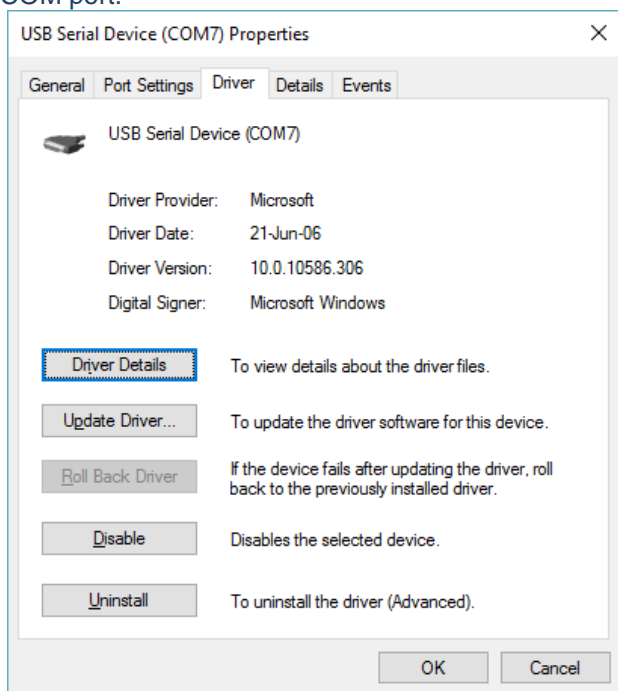 COM port.
USB Serial Device (COM7) Properties
General Port Settings Driver Details Events
USB Serial Device (COM7)
Driver Provider: Microsoft
Driver Date: 21-Jun-06
Driver Version: 10.0.10586.306
Digital Signer: Microsoft Windows
Driver Details To view details about the driver files.
Update Driver... To update the driver software for this device.
Roll Back Driver If the device fails after updating the driver, roll
back to the previously installed driver.
Disable Disables the selected device.
Uninstall To uninstall the driver (Advanced).
OK Cancel